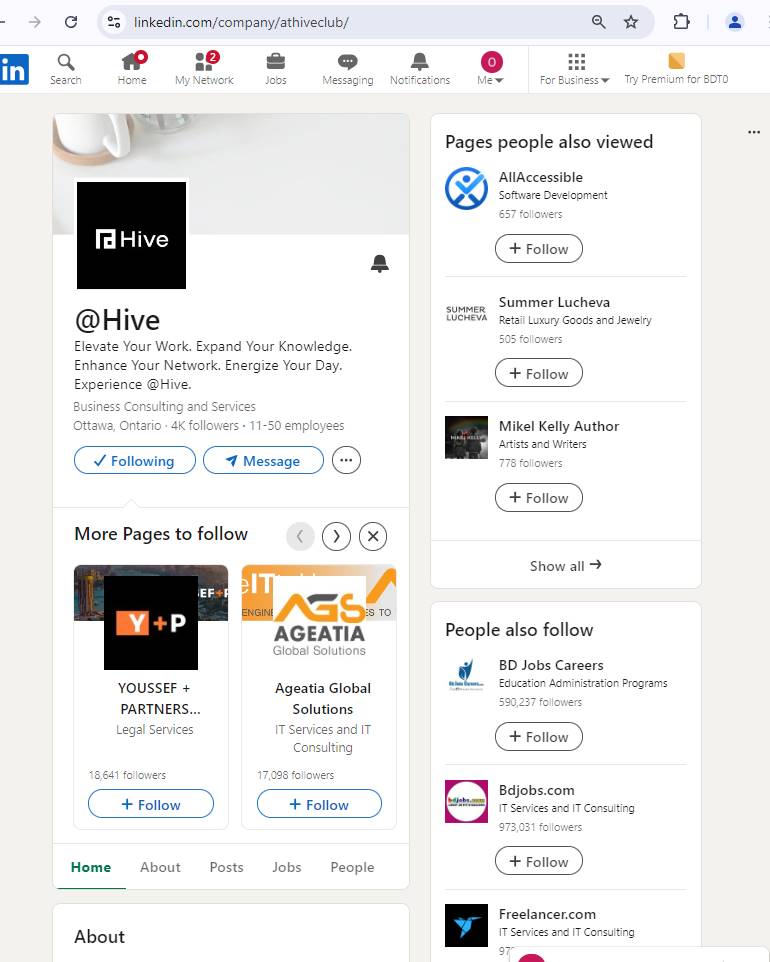 linkedin.com/company/athiveclub/
in
Search
Home
2
My Network
Jobs
Messaging
Notifications
O
Me
For Business
Try Premium for BDT0
Hive
@Hive
Elevate Your Work. Expand Your Knowledge.
Enhance Your Network. Energize Your Day.
Experience @Hive.
Business Consulting and Services
Ottawa, Ontario · 4K followers · 11-50 employees
Following
Message
More Pages to follow
Y+P
YOUSSEF +
PARTNERS...
Legal Services
18,641 followers
+ Follow
AGS
AGEATIA
Global Solutions
Ageatia Global
Solutions
IT Services and IT
Consulting
17,098 followers
+ Follow
Home
About
Posts
Jobs
People
About
Pages people also viewed
AllAccessible
Software Development
657 followers
+ Follow
SUMMER
LUCHEVA
Summer Lucheva
Retail Luxury Goods and Jewelry
505 followers
+ Follow
MIKEL KELLY
Mikel Kelly Author
Artists and Writers
778 followers
+ Follow
Show all →
People also follow
BD Jobs Careers
Education Administration Programs
590,237 followers
+ Follow
bdjobs.com
Bdjobs.com
IT Services and IT Consulting
973,031 followers
+ Follow
Freelancer.com
IT Services and IT Consulting